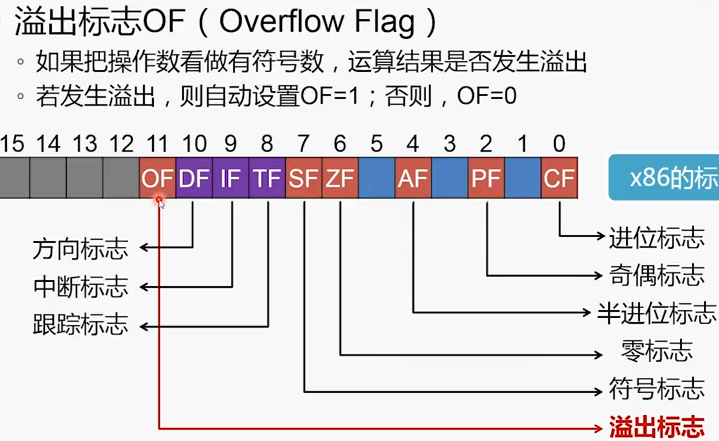 溢出标志OF（Overflow Flag）
。如果把操作数看做有符号数，运算结果是否发生溢出
。若发生溢出，则自动设置OF=1；否则，OF=0
15 14 13 12 11 10 9 8 7 6 5 4 3 2 1 0
OF DF IF TF SF ZF AF PF CF
x86的标
方向标志
中断标志
跟踪标志
进位标志
奇偶标志
半进位标志
零标志
符号标志
溢出标志